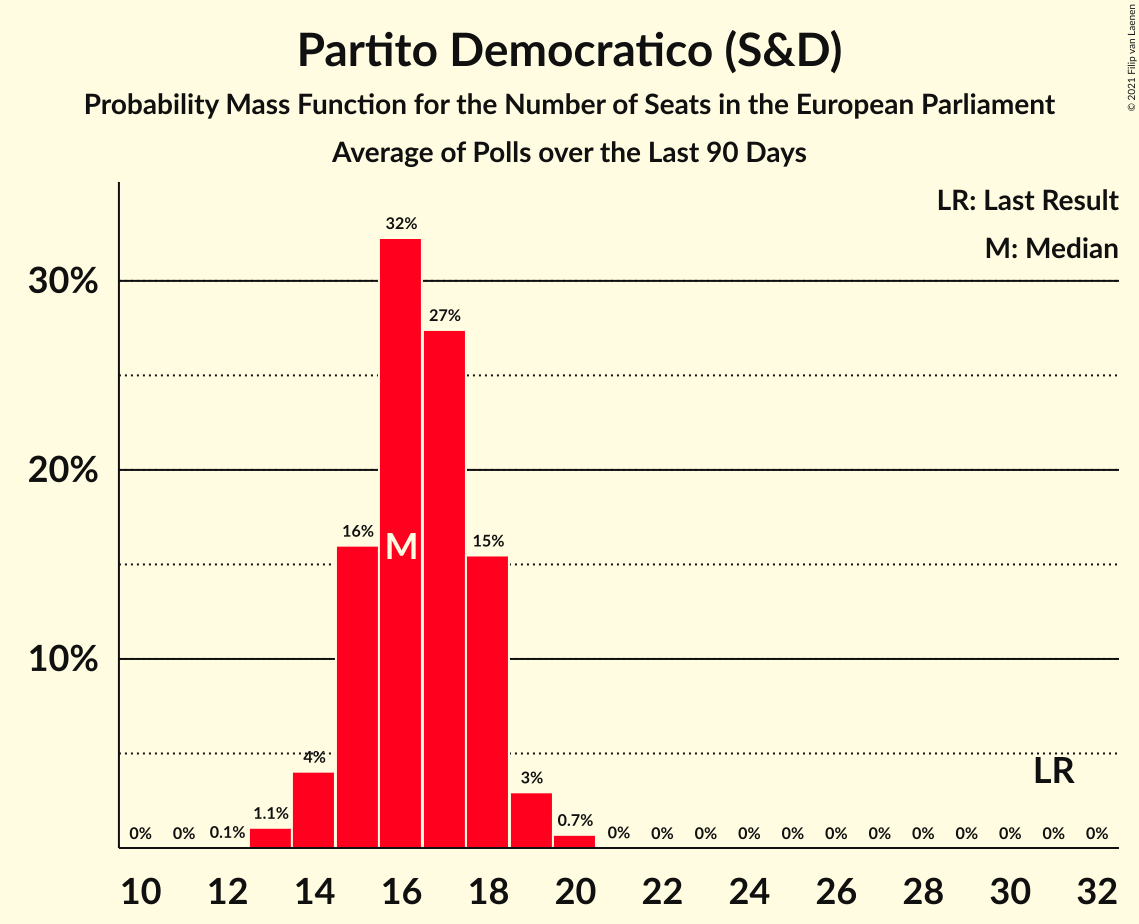 Partito Democratico (S&D)
Probability Mass Function for the Number of Seats in the European Parliament
Average of Polls over the Last 90 Days
© 2021 Filip van Laenen
LR: Last Result
M: Median
30%
20%
10%
0% 0% 0.1% 1.1% 4% 16% 32% 27% 15% 3% 0.7% 0% 0% 0% 0% 0% 0% 0% 0% 0% 0% 0% 0%
M
LR
10 12 14 16 18 20 22 24 26 28 30 32